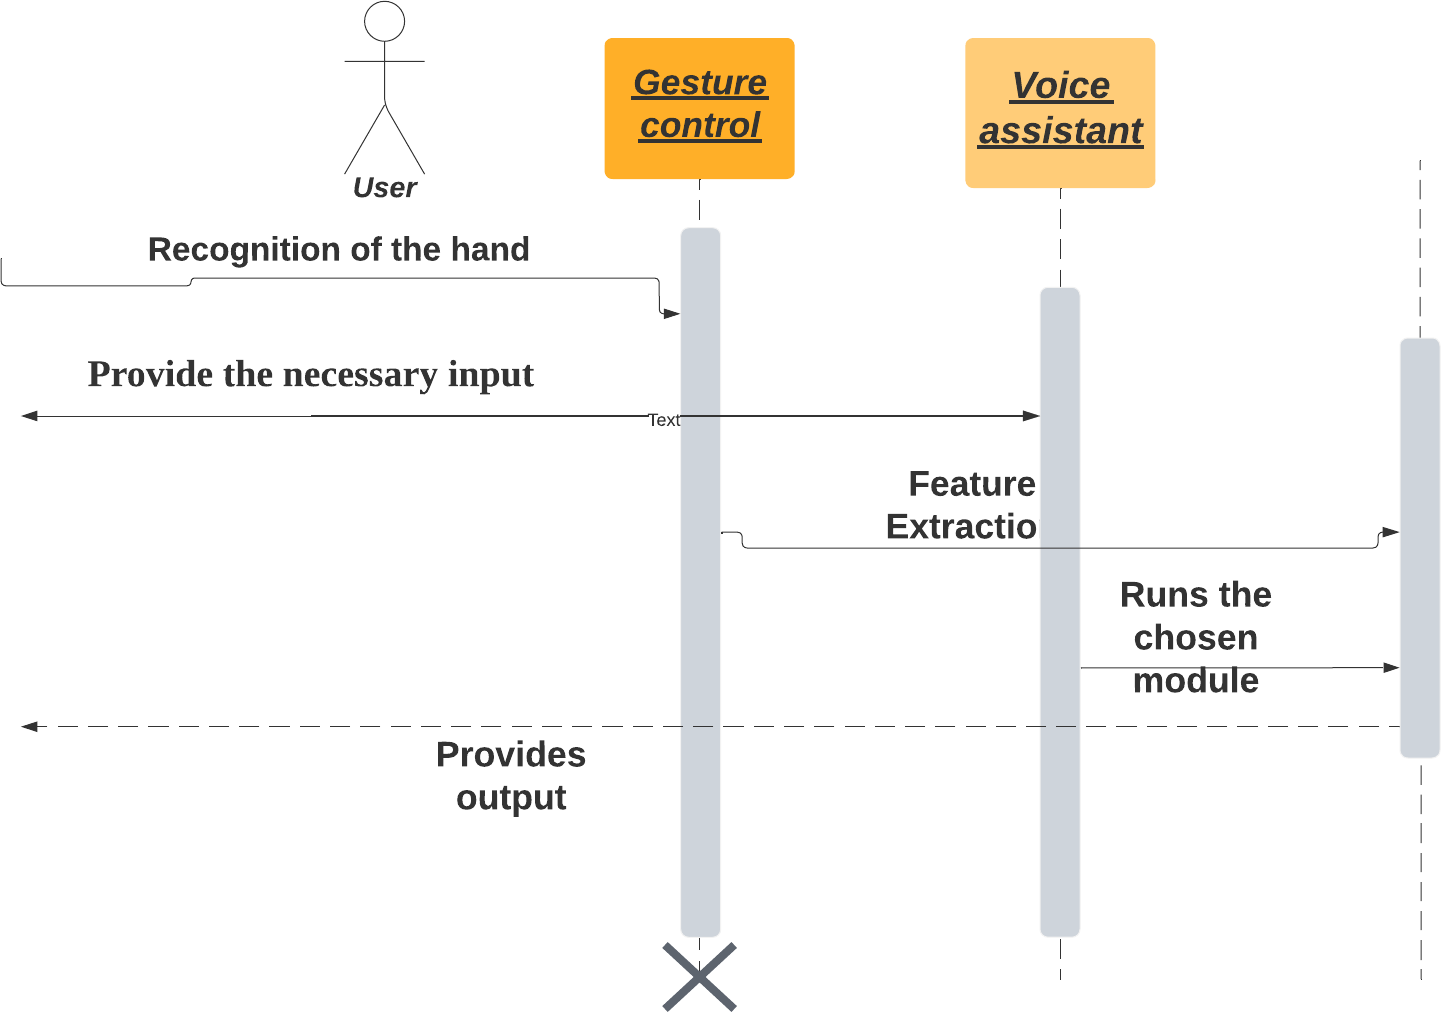 Gesture
control
Voice
assistant
User
Recognition of the hand
Provide the necessary input
Text
Feature
Extractio
Runs the
chosen
module
Provides
output